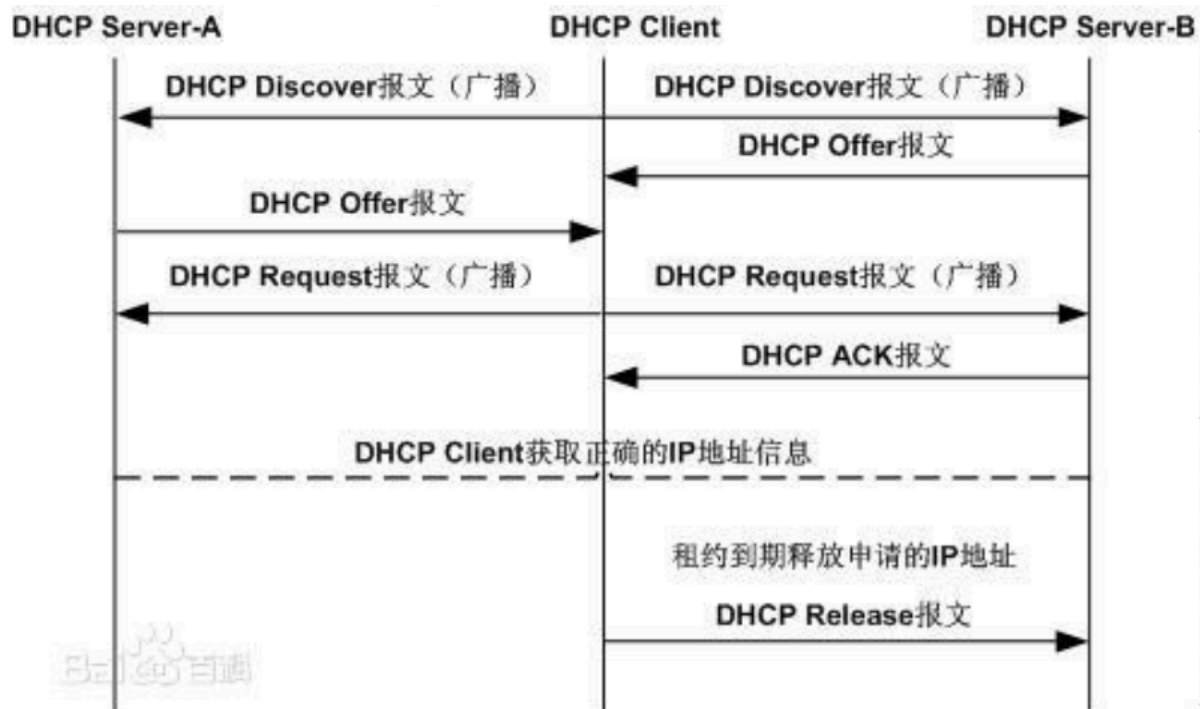 DHCP Server-A DHCP Client DHCP Server-B
DHCP Discover报文（广播） DHCP Discover报文（广播）
DHCP Offer报文
DHCP Offer报文
DHCP Request报文（广播） DHCP Request报文（广播）
DHCP ACK报文
DHCP Client获取正确的IP地址信息
租约到期释放申请的IP地址
DHCP Release报文
Bai du 百科